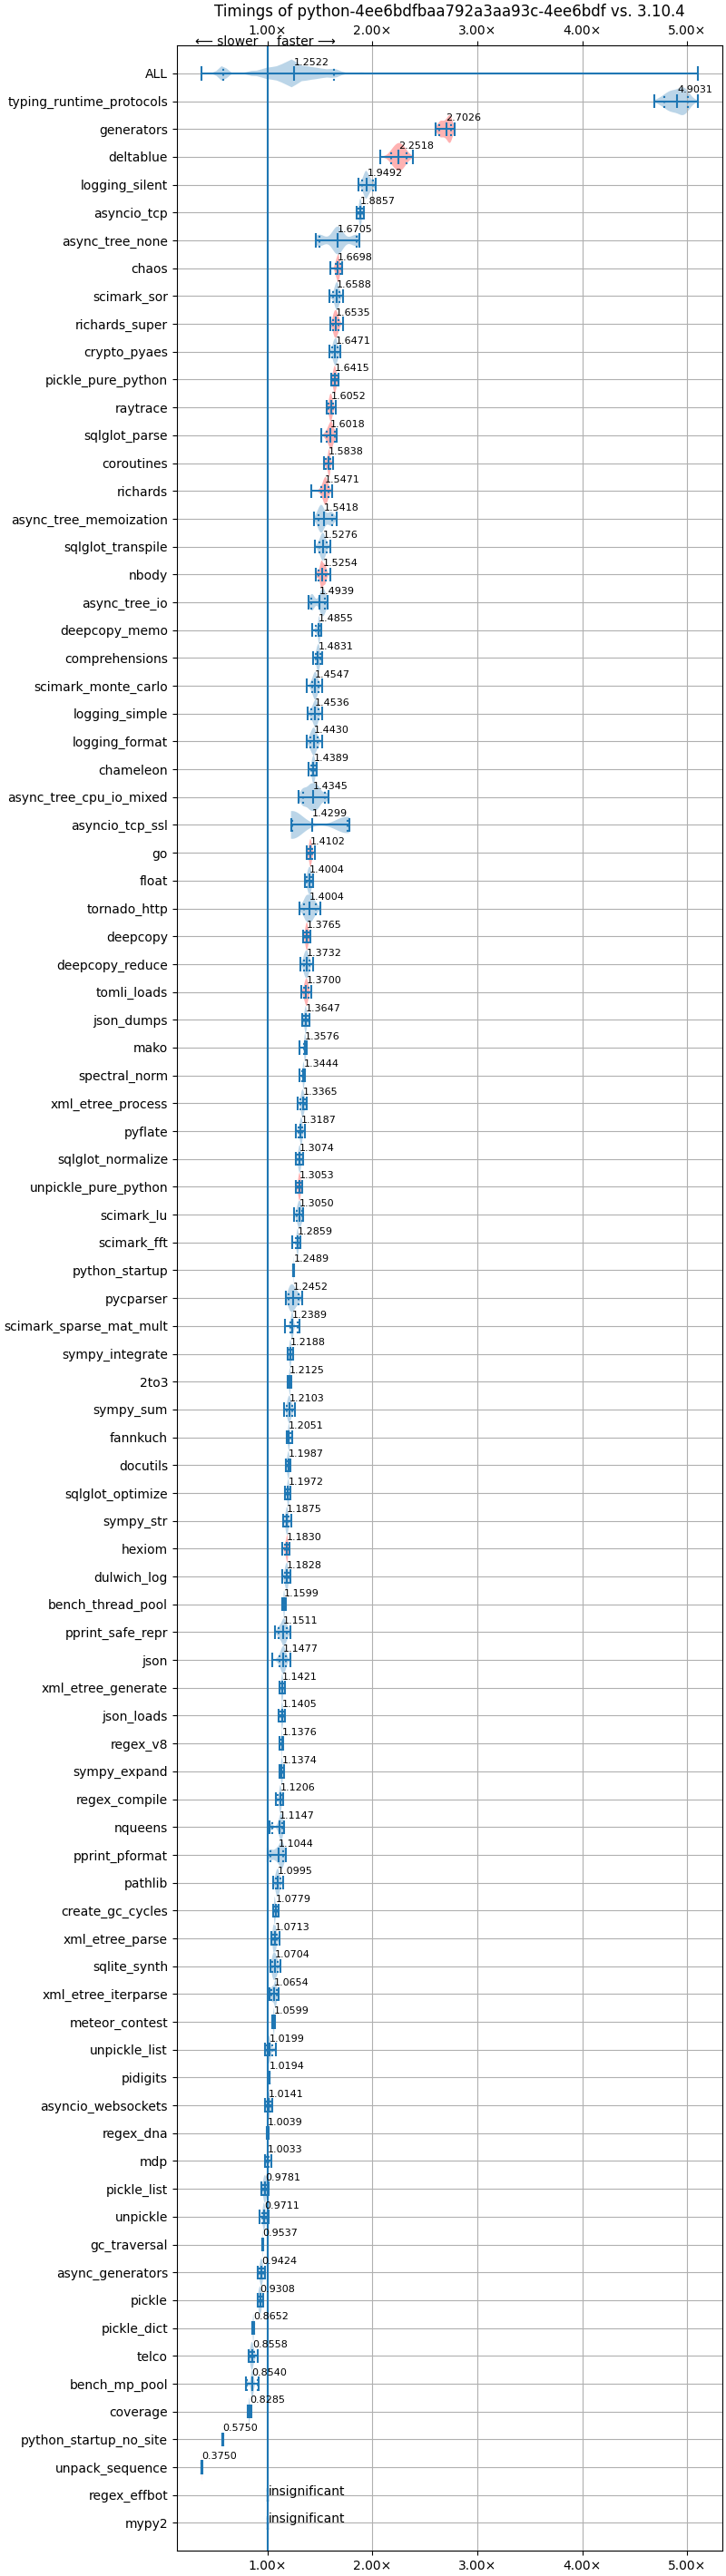 Timings of python-4ee6bdfbaa792a3aa93c-4ee6bdf vs. 3.10.4
1.00× 2.00× 3.00× 4.00× 5.00×
⟵ slower faster ⟶
ALL 1.2522
typing_runtime_protocols 4.9031
generators 2.7026
deltablue 2.2518
logging_silent 1.9492
asyncio_tcp 1.8857
async_tree_none 1.6705
chaos 1.6698
scimark_sor 1.6588
richards_super 1.6535
crypto_pyaes 1.6471
pickle_pure_python 1.6415
raytrace 1.6052
sqlglot_parse 1.6018
coroutines 1.5838
richards 1.5471
async_tree_memoization 1.5418
sqlglot_transpile 1.5276
nbody 1.5254
async_tree_io 1.4939
deepcopy_memo 1.4855
comprehensions 1.4831
scimark_monte_carlo 1.4547
logging_simple 1.4536
logging_format 1.4430
chameleon 1.4389
async_tree_cpu_io_mixed 1.4345
asyncio_tcp_ssl 1.4299
go 1.4102
float 1.4004
tornado_http 1.4004
deepcopy 1.3765
deepcopy_reduce 1.3732
tomli_loads 1.3700
json_dumps 1.3647
mako 1.3576
spectral_norm 1.3444
xml_etree_process 1.3365
pyflate 1.3187
sqlglot_normalize 1.3074
unpickle_pure_python 1.3053
scimark_lu 1.3050
scimark_fft 1.2859
python_startup 1.2489
pycparser 1.2452
scimark_sparse_mat_mult 1.2389
sympy_integrate 1.2188
2to3 1.2125
sympy_sum 1.2103
fannkuch 1.2051
docutils 1.1987
sqlglot_optimize 1.1972
sympy_str 1.1875
hexiom 1.1830
dulwich_log 1.1828
bench_thread_pool 1.1599
pprint_safe_repr 1.1511
json 1.1477
xml_etree_generate 1.1421
json_loads 1.1405
regex_v8 1.1376
sympy_expand 1.1374
regex_compile 1.1206
nqueens 1.1147
pprint_pformat 1.1044
pathlib 1.0995
create_gc_cycles 1.0779
xml_etree_parse 1.0713
sqlite_synth 1.0704
xml_etree_iterparse 1.0654
meteor_contest 1.0599
unpickle_list 1.0199
pidigits 1.0194
asyncio_websockets 1.0141
regex_dna 1.0039
mdp 1.0033
pickle_list 0.9781
unpickle 0.9711
gc_traversal 0.9537
async_generators 0.9424
pickle 0.9308
pickle_dict 0.8652
telco 0.8558
bench_mp_pool 0.8540
coverage 0.8285
python_startup_no_site 0.5750
unpack_sequence 0.3750
regex_effbot insignificant
mypy2 insignificant
1.00× 2.00× 3.00× 4.00× 5.00×